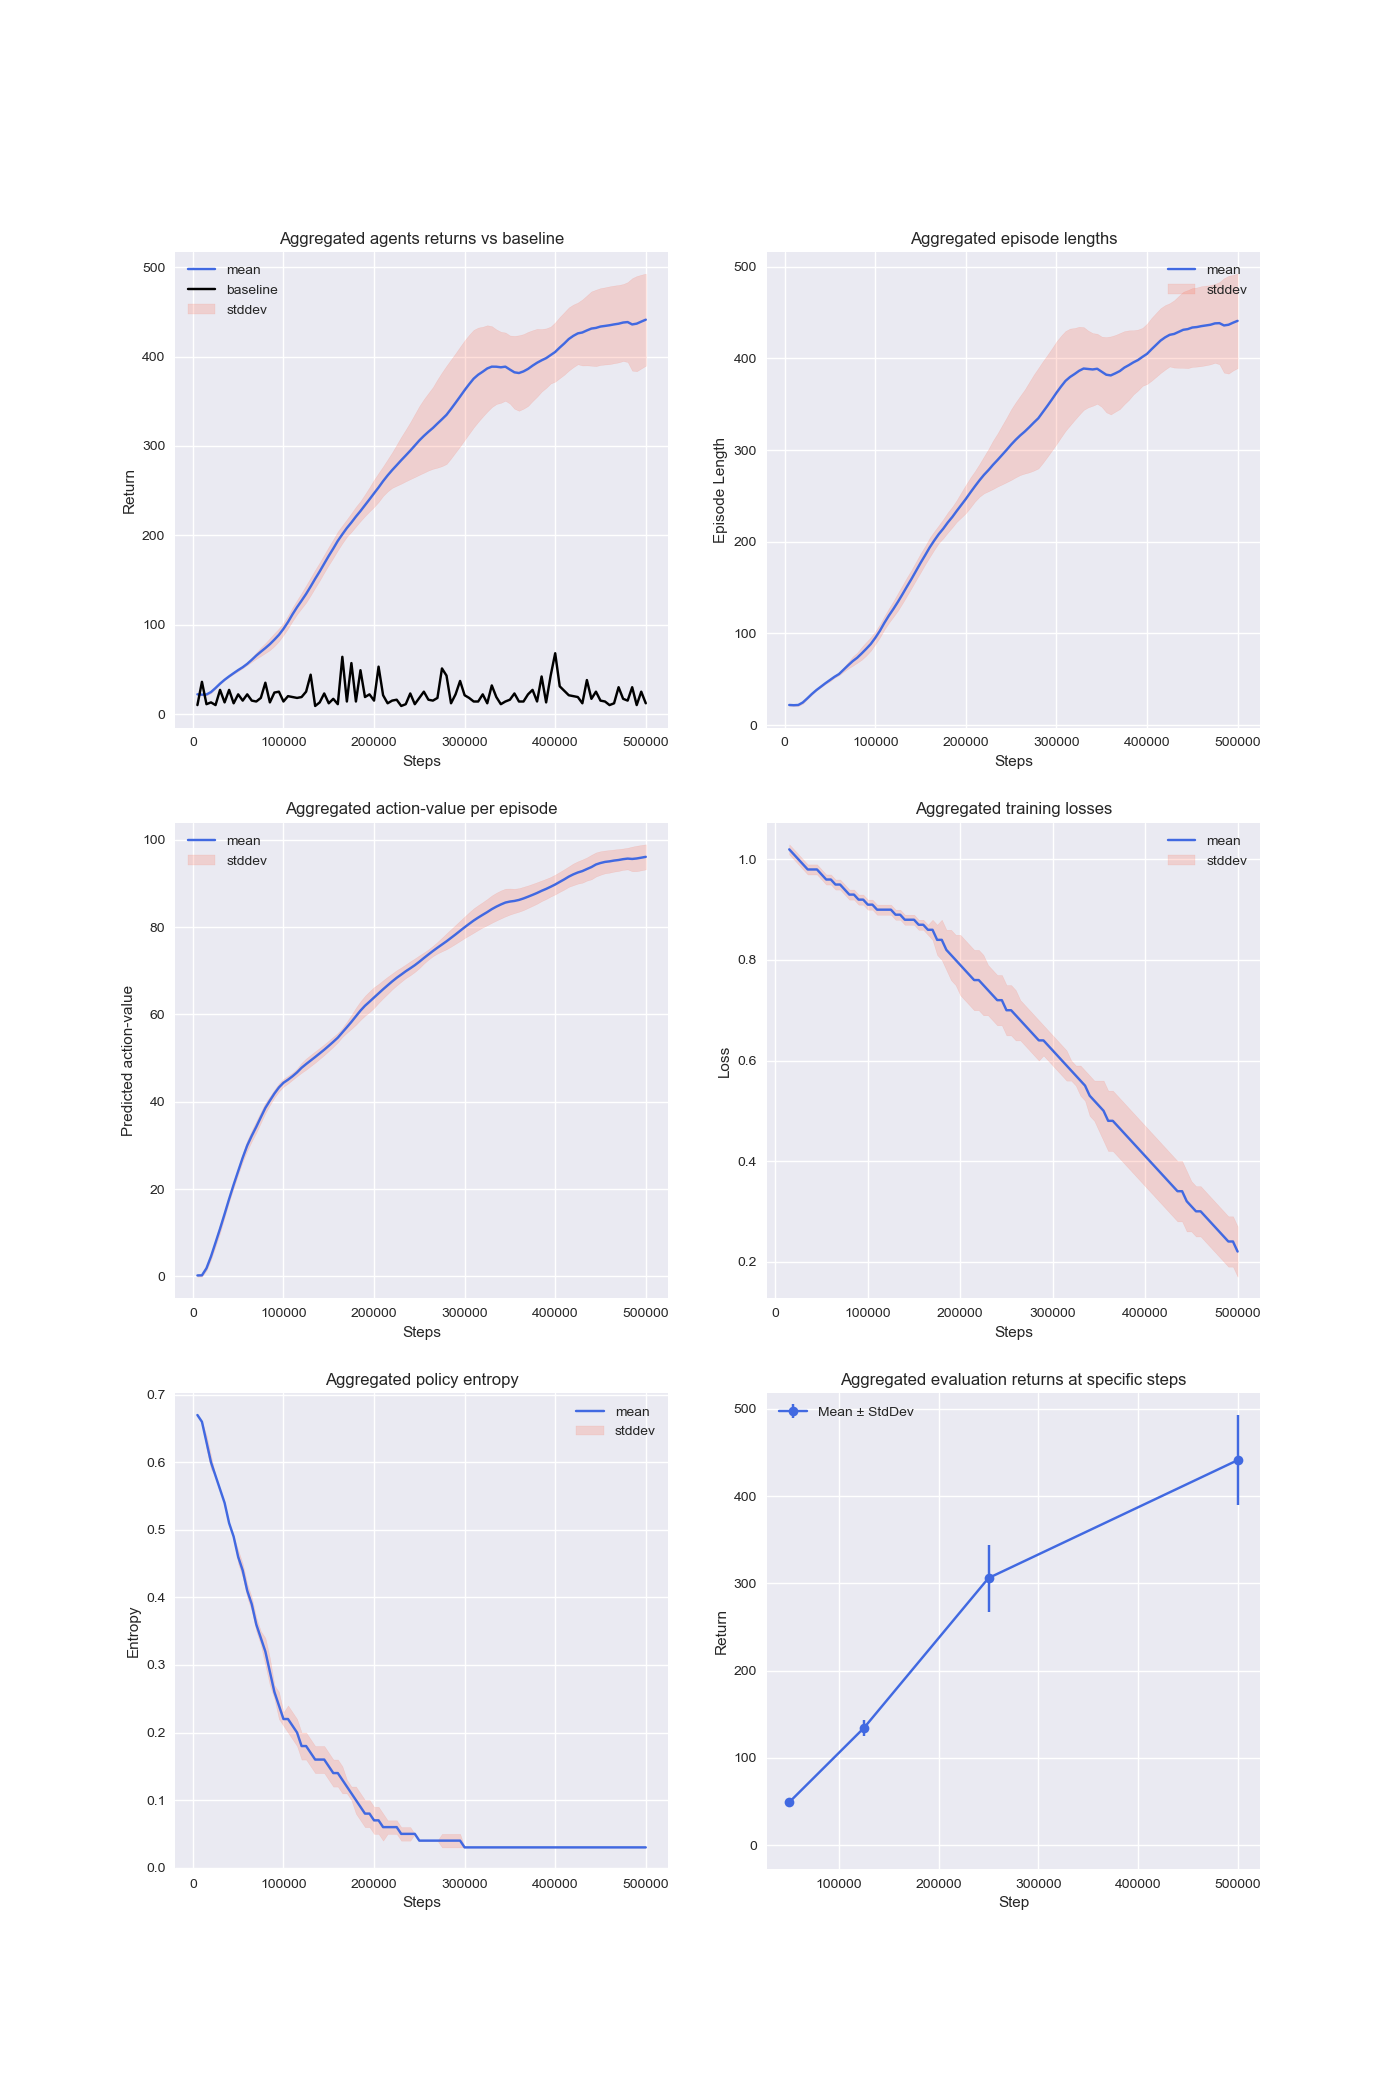 Aggregated agents returns vs baseline
mean
baseline
stddev
500
400
300
200
100
0
Return
0 100000 200000 300000 400000 500000
Steps
Aggregated episode lengths
mean
stddev
500
400
300
200
100
0
Episode Length
0 100000 200000 300000 400000 500000
Steps
Aggregated action-value per episode
mean
stddev
100
80
60
40
20
0
Predicted action-value
0 100000 200000 300000 400000 500000
Steps
Aggregated training losses
mean
stddev
1.0
0.8
0.6
0.4
0.2
Loss
0 100000 200000 300000 400000 500000
Steps
Aggregated policy entropy
mean
stddev
0.7
0.6
0.5
0.4
0.3
0.2
0.1
0.0
Entropy
0 100000 200000 300000 400000 500000
Steps
Aggregated evaluation returns at specific steps
Mean ± StdDev
500
400
300
200
100
0
Return
100000 200000 300000 400000 500000
Step